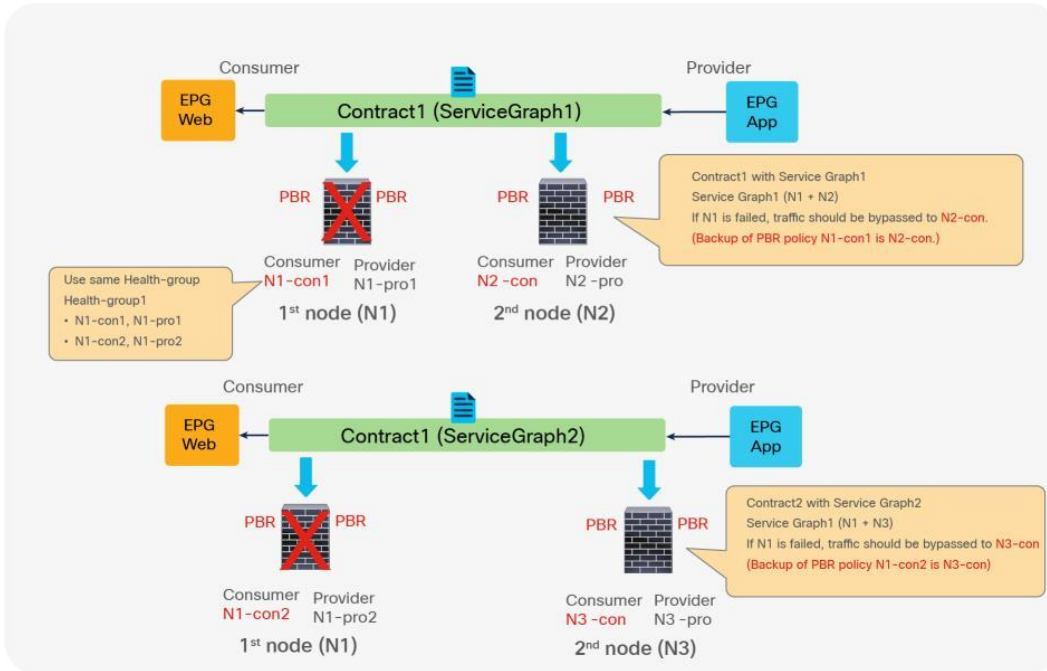 Consumer
Provider
EPG
Web
Contract1 (ServiceGraph1)
EPG
App
PBR
PBR
PBR
PBR
Contract1 with Service Graph1
Service Graph1 (N1 + N2)
If N1 is failed, traffic should be bypassed to N2-con.
(Backup of PBR policy N1-con1 is N2-con.)
Consumer
N1-con1
Provider
N1-pro1
Consumer
N2-con
Provider
N2-pro
1st node (N1)
2nd node (N2)
Use same Health-group
Health-group1
• N1-con1, N1-pro1
• N1-con2, N1-pro2
Consumer
Provider
EPG
Web
Contract1 (ServiceGraph2)
EPG
App
PBR
PBR
PBR
PBR
Contract2 with Service Graph2
Service Graph1 (N1 + N3)
If N1 is failed, traffic should be bypassed to N3-con
(Backup of PBR policy N1-con2 is N3-con)
Consumer
N1-con2
Provider
N1-pro2
Consumer
N3-con
Provider
N3-pro
1st node (N1)
2nd node (N3)